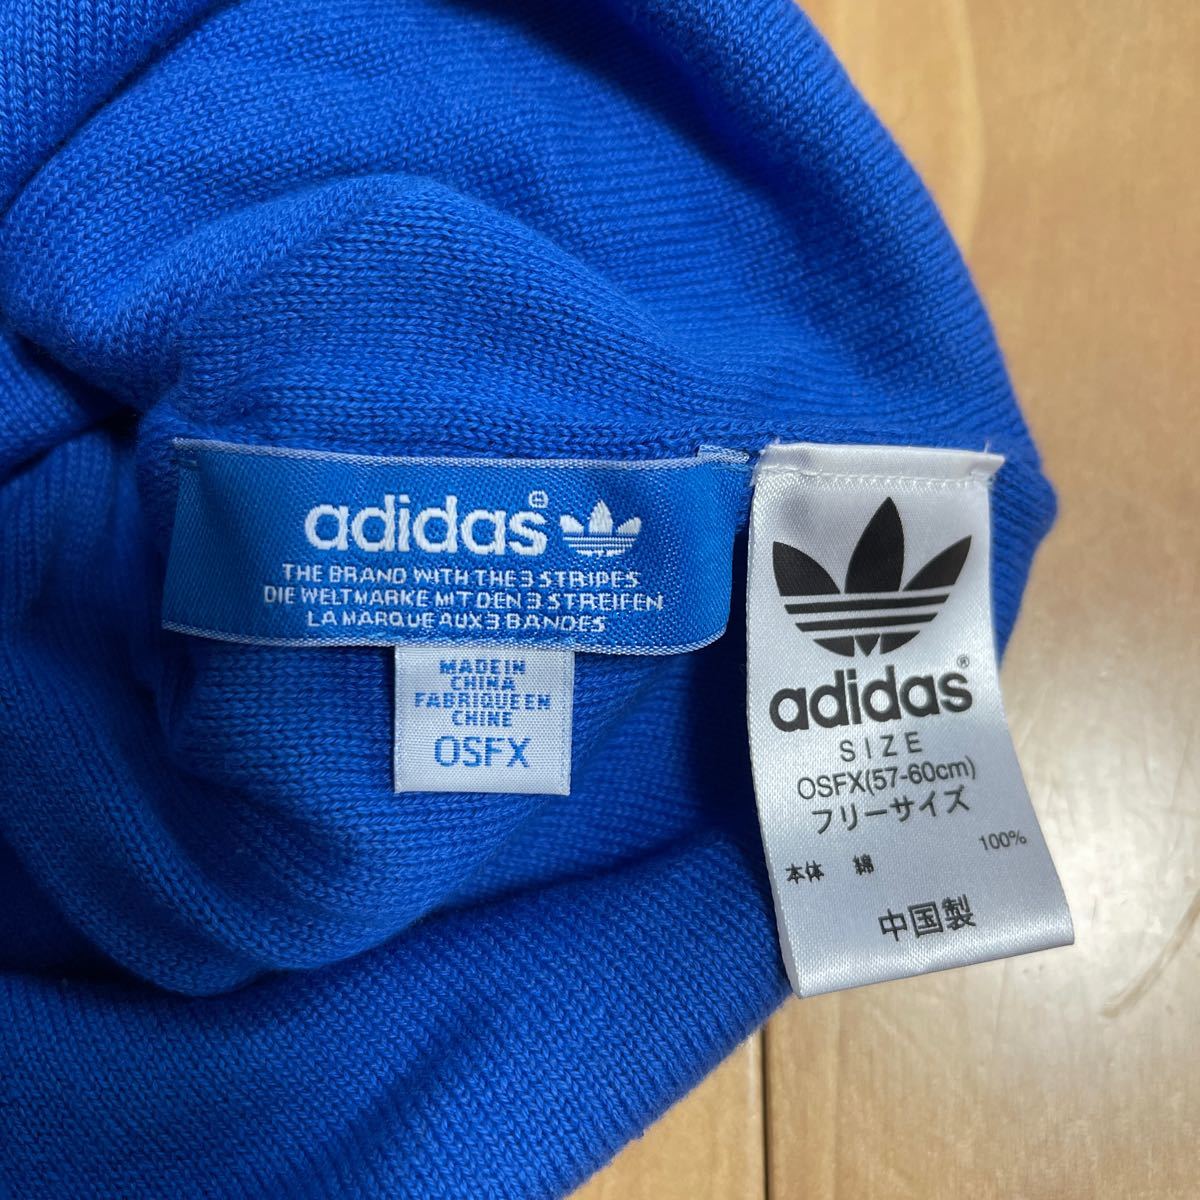 adidas®
THE BRAND WITH THE 3 STRIPES
DIE WELTMARKE MIT DEN 3 STREIFEN
LA MARQUE AUX 3 BANDES
MADE IN
CHINA
FABRIQUE EN
CHINE
OSFX
adidas®
SIZE
OSFX(57-60cm)
フリーサイズ
本体 綿 100%
中国製